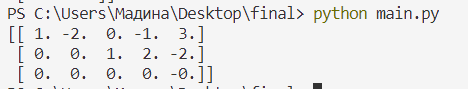 PS C:\Users\Мадина\Desktop\final> python main.py
[[ 1. -2.  0. -1.  3.]
 [ 0.  0.  1.  2. -2.]
 [ 0.  0.  0.  0. -0.]]